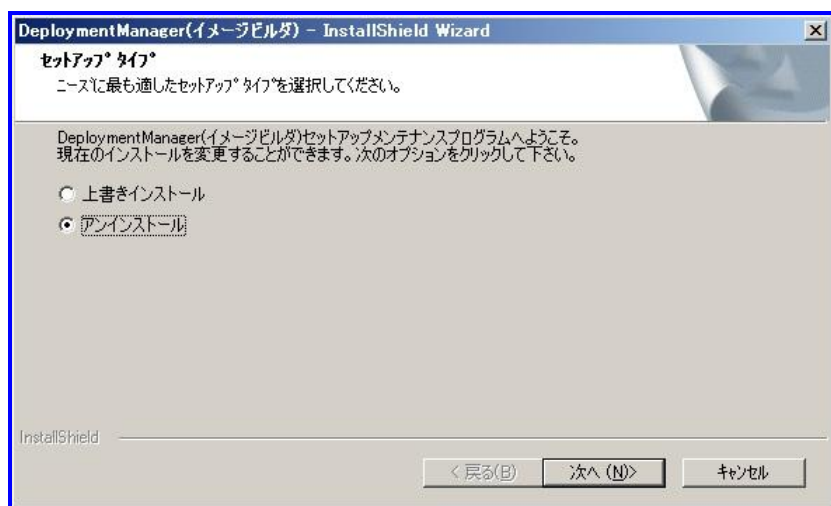 DeploymentManager(イメージビルダ) - InstallShield Wizard
セットアップ タイプ
ニーズに最も適したセットアップ タイプを選択してください。
DeploymentManager(イメージビルダ)セットアップメンテナンスプログラムへようこそ。
現在のインストールを変更することができます。次のオプションをクリックして下さい。
上書きインストール
アンインストール
InstallShield
< 戻る(B)
次へ (N)>
キャンセル